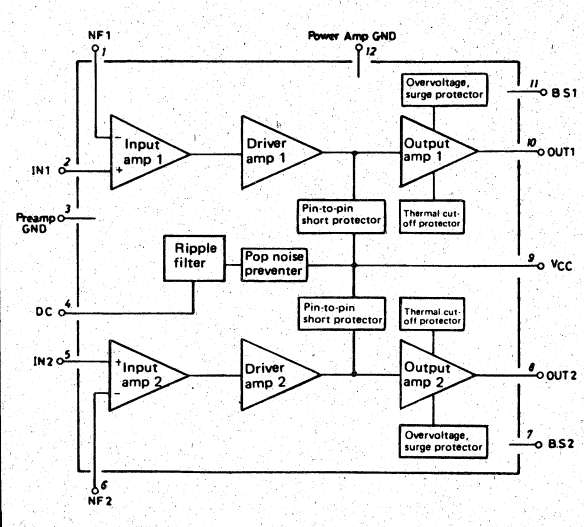 NF1
1
Power Amp GND
12
Overvoltage,
surge protector
11
BS1
Input
amp 1
Driver
amp 1
Output
amp 1
10
OUT1
-
+
2
IN1
3
Preamp
GND
Pin-to-pin
short protector
Thermal cut-
off protector
Ripple
filter
Pop noise
preventer
9
VCC
4
DC
Pin-to-pin
short protector
Thermal cut-
off protector
5
IN2
+
-
Input
amp 2
Driver
amp 2
Output
amp 2
8
OUT2
Overvoltage,
surge protector
7
B.S2
6
NF2